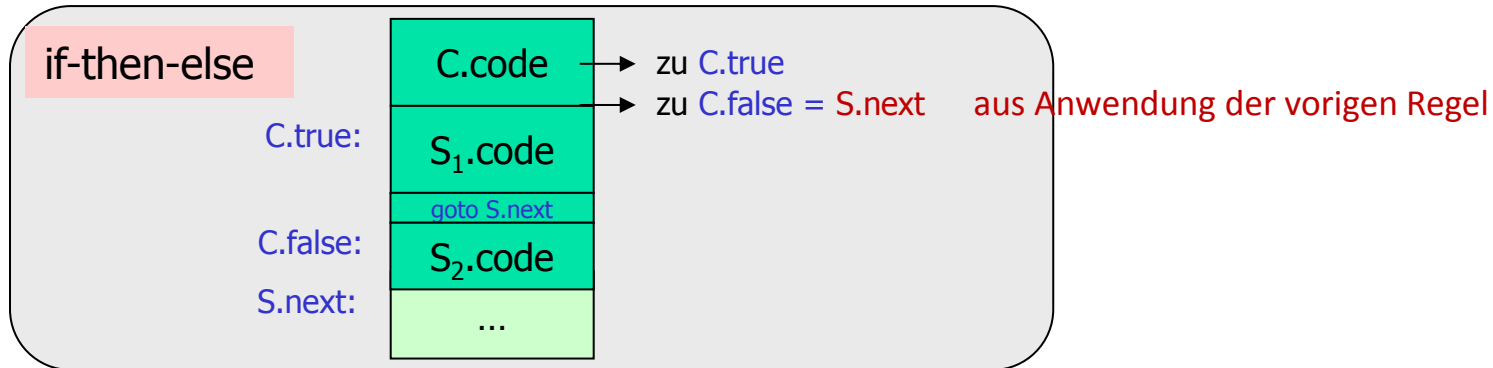 if-then-else
C.code
zu C.true
zu C.false = S.next aus Anwendung der vorigen Regel
C.true:
S₁.code
goto S.next
C.false:
S₂.code
S.next:
...